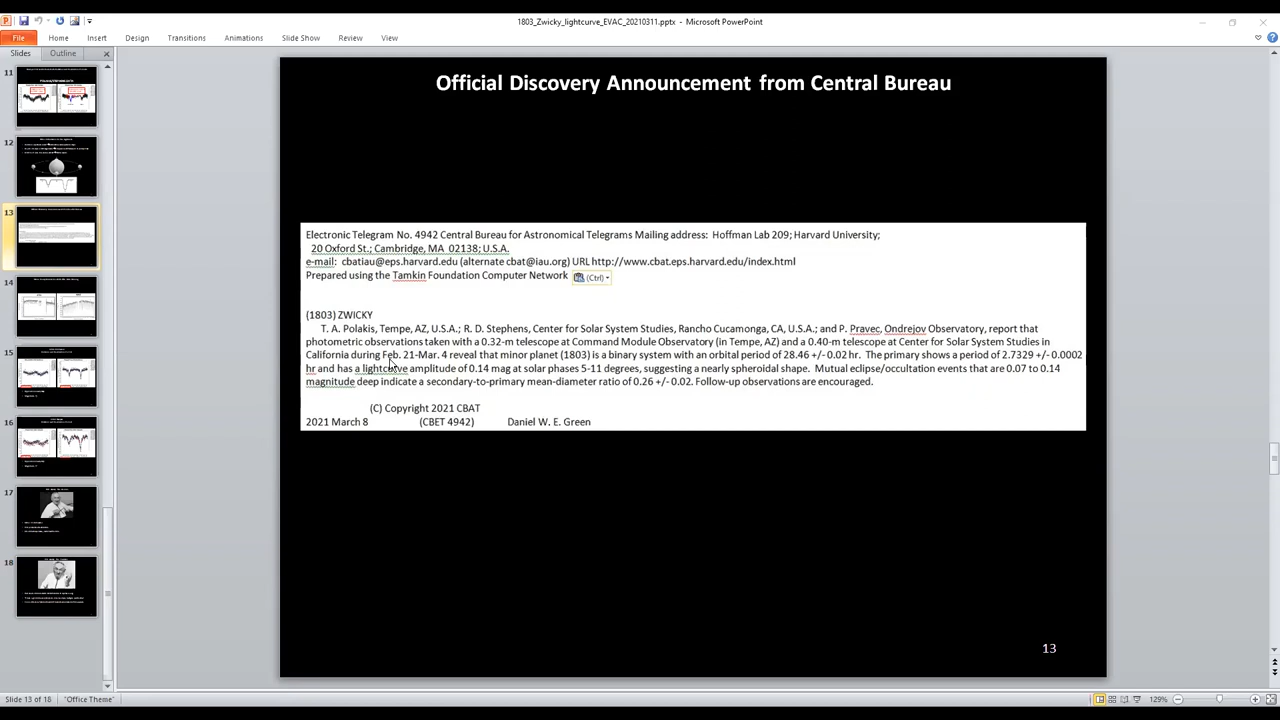 1803_Zwicky_lightcurve_EVAC_20210311.pptx - Microsoft PowerPoint
File Home Insert Design Transitions Animations Slide Show Review View
Slides Outline
11
12
13
14
15
16
17
18
Official Discovery Announcement from Central Bureau
Electronic Telegram No. 4942 Central Bureau for Astronomical Telegrams Mailing address: Hoffman Lab 209; Harvard University;
20 Oxford St.; Cambridge, MA 02138; U.S.A.
e-mail: cbatiau@eps.harvard.edu (alternate cbat@iau.org) URL http://www.cbat.eps.harvard.edu/index.html
Prepared using the Tamkin Foundation Computer Network (Ctrl)
(1803) ZWICKY
T. A. Polakis, Tempe, AZ, U.S.A.; R. D. Stephens, Center for Solar System Studies, Rancho Cucamonga, CA, U.S.A.; and P. Pravec, Ondrejov Observatory, report that
photometric observations taken with a 0.32-m telescope at Command Module Observatory (in Tempe, AZ) and a 0.40-m telescope at Center for Solar System Studies in
California during Feb. 21-Mar. 4 reveal that minor planet (1803) is a binary system with an orbital period of 28.46 +/- 0.02 hr. The primary shows a period of 2.7329 +/- 0.0002
hr and has a lightcurve amplitude of 0.14 mag at solar phases 5-11 degrees, suggesting a nearly spheroidal shape. Mutual eclipse/occultation events that are 0.07 to 0.14
magnitude deep indicate a secondary-to-primary mean-diameter ratio of 0.26 +/- 0.02. Follow-up observations are encouraged.
(C) Copyright 2021 CBAT
2021 March 8 (CBET 4942) Daniel W. E. Green
13
Slide 13 of 18 "Office Theme" 129%